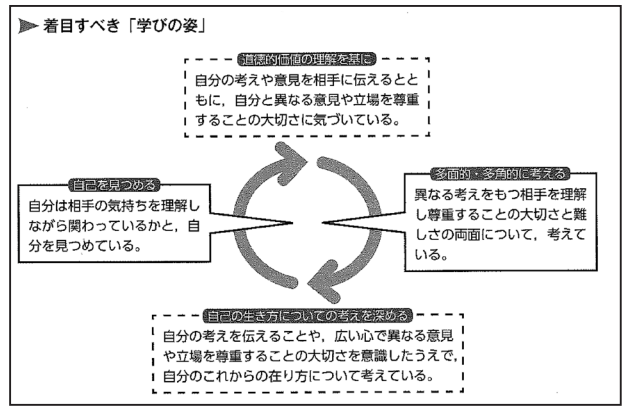 ▶着目すべき「学びの姿」
道徳的価値の理解を基に
自分の考えや意見を相手に伝えるとと
もに，自分と異なる意見や立場を尊重
することの大切さに気づいている。
自己を見つめる
自分は相手の気持ちを理解し
ながら関わっているかと，自
分を見つめている。
多面的・多角的に考える
異なる考えをもつ相手を理解
し尊重することの大切さと難
しさの両面について，考えて
いる。
自己の生き方についての考えを深める
自分の考えを伝えることや，広い心で異なる意見
や立場を尊重することの大切さを意識したうえで，
自分のこれからの在り方について考えている。